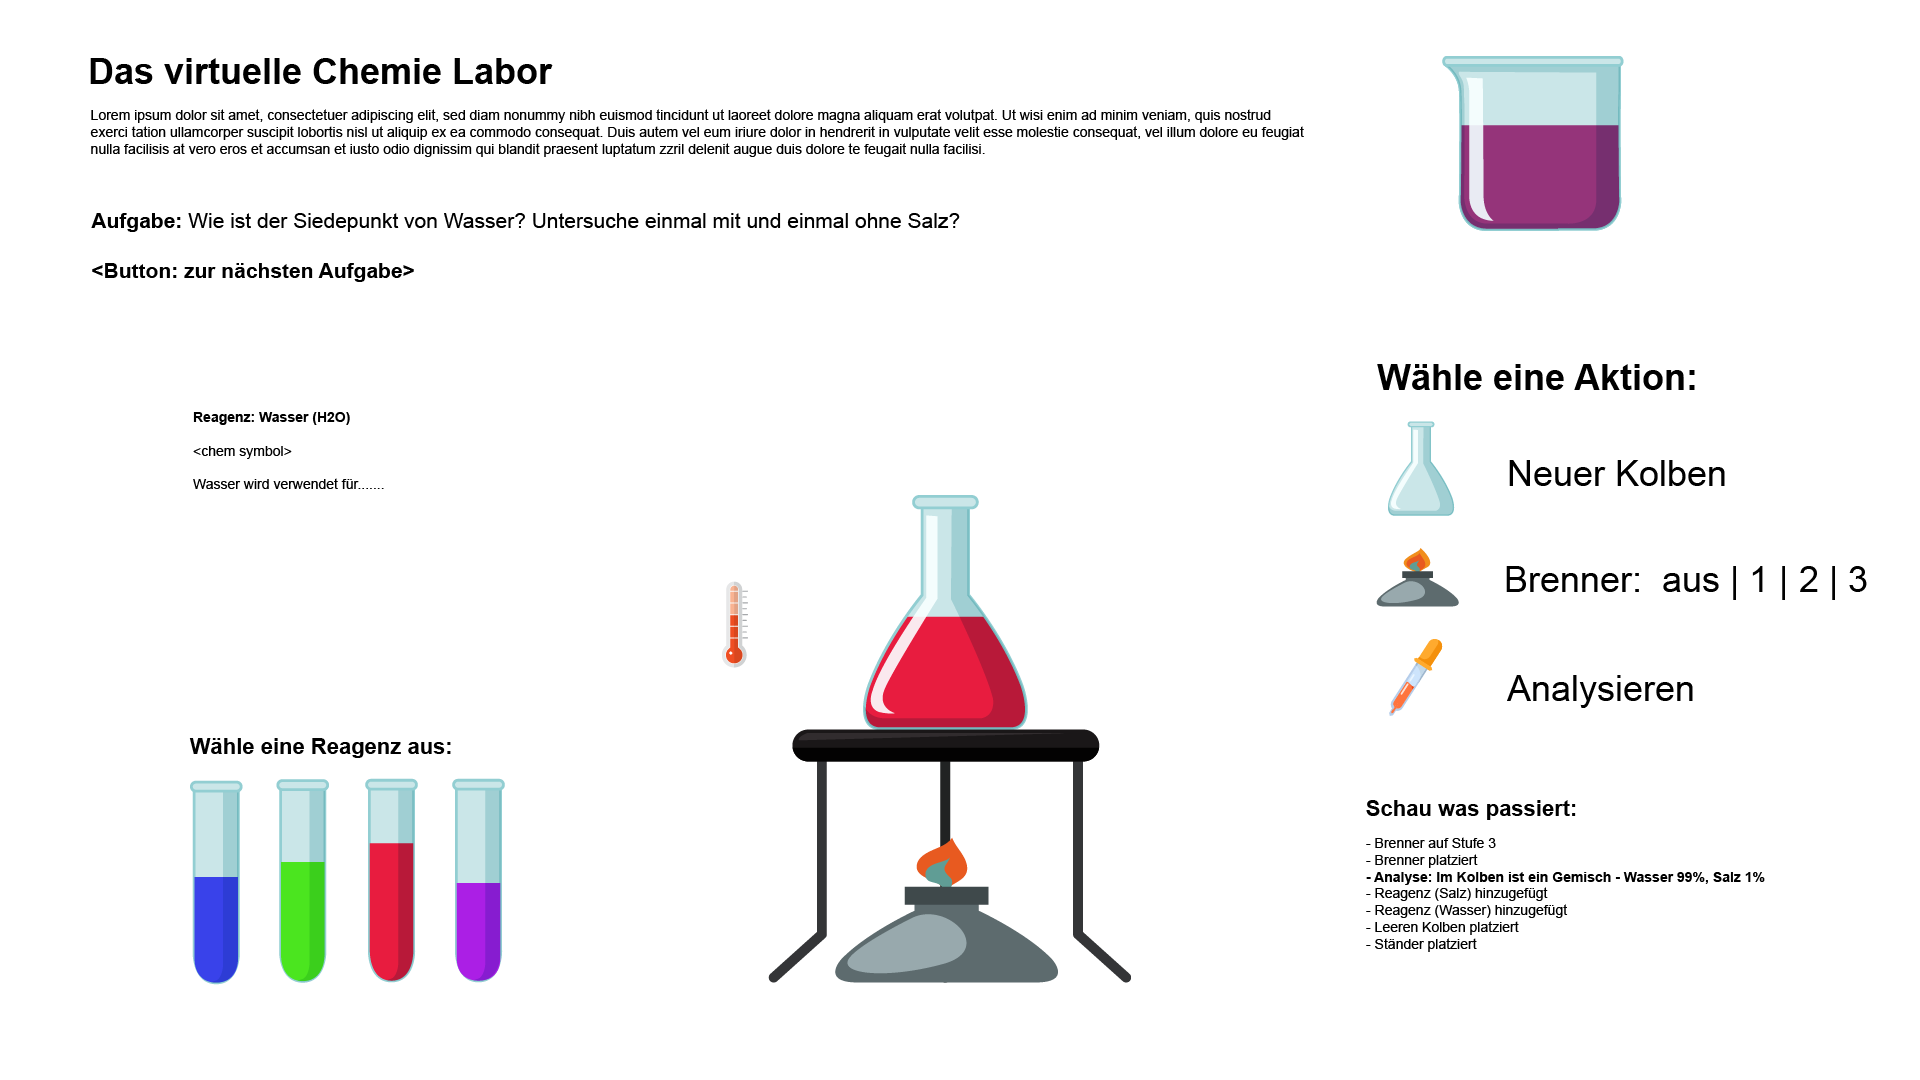 Das virtuelle Chemie Labor
Lorem ipsum dolor sit amet, consectetuer adipiscing elit, sed diam nonummy nibh euismod tincidunt ut laoreet dolore magna aliquam erat volutpat. Ut wisi enim ad minim veniam, quis nostrud
exerci tation ullamcorper suscipit lobortis nisl ut aliquip ex ea commodo consequat. Duis autem vel eum iriure dolor in hendrerit in vulputate velit esse molestie consequat, vel illum dolore eu feugiat
nulla facilisis at vero eros et accumsan et iusto odio dignissim qui blandit praesent luptatum zzril delenit augue duis dolore te feugait nulla facilisi.
Aufgabe: Wie ist der Siedepunkt von Wasser? Untersuche einmal mit und einmal ohne Salz?
<Button: zur nächsten Aufgabe>
Reagenz: Wasser (H2O)
<chem symbol>
Wasser wird verwendet für.......
Wähle eine Reagenz aus:
Wähle eine Aktion:
Neuer Kolben
Brenner:  aus | 1 | 2 | 3
Analysieren
Schau was passiert:
- Brenner auf Stufe 3
- Brenner platziert
- Analyse: Im Kolben ist ein Gemisch - Wasser 99%, Salz 1%
- Reagenz (Salz) hinzugefügt
- Reagenz (Wasser) hinzugefügt
- Leeren Kolben platziert
- Ständer platziert